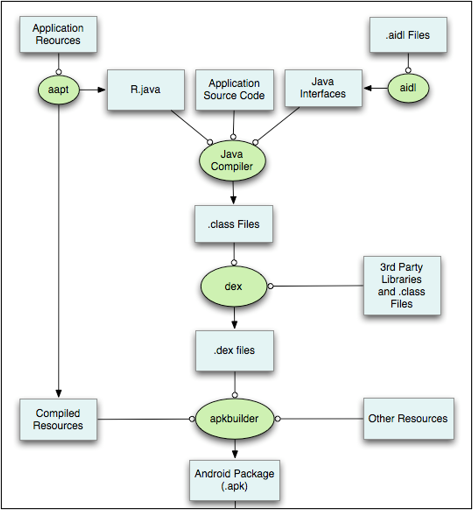 Application
Reources
.aidl Files
aapt
R.java
Application
Source Code
Java
Interfaces
aidl
Java
Compiler
.class Files
dex
3rd Party
Libraries
and .class
Files
.dex files
Compiled
Resources
apkbuilder
Other Resources
Android Package
(.apk)